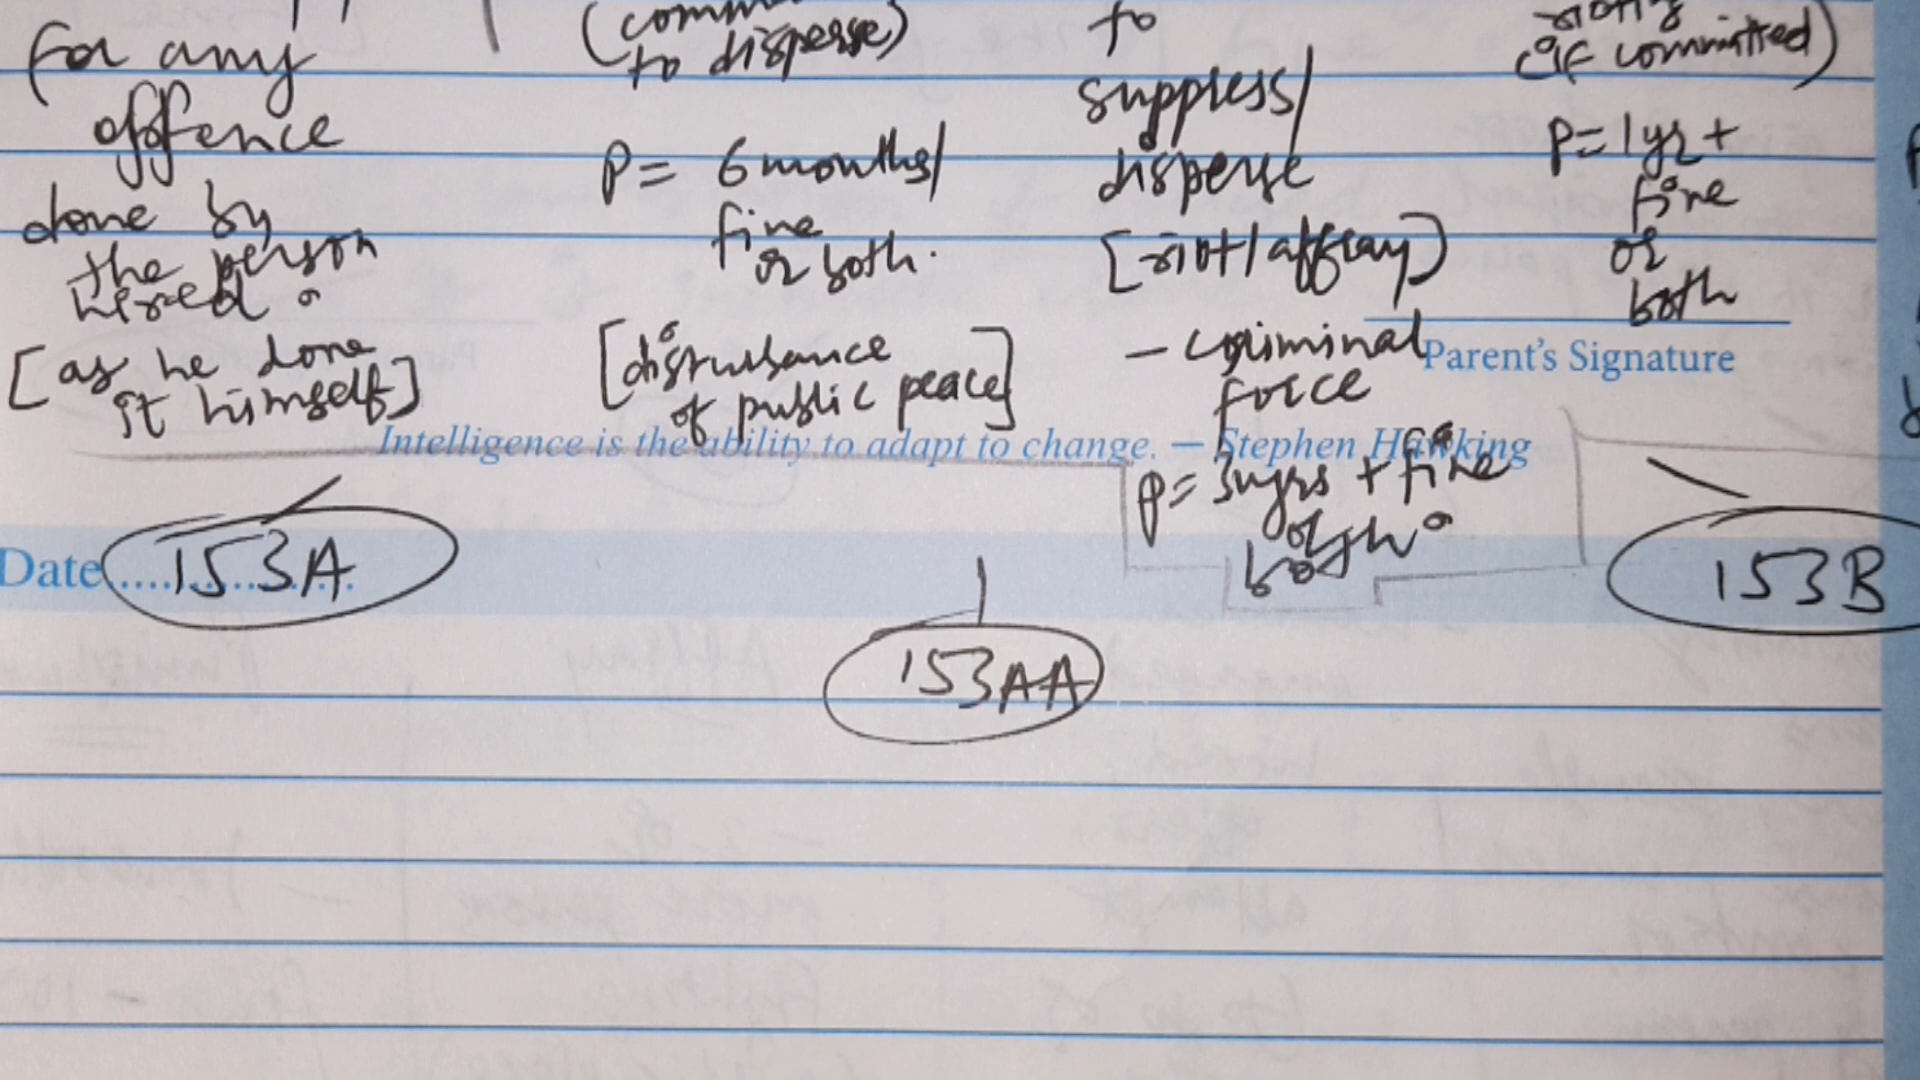 for any
offence
done by
the person
hired.
[as he done
it himself]
(comm
to disperse)
P= 6 months/
fine
or both.
[disturbance
of public peace]
to
suppress/
disperse
[riot/affray)
- criminal
force
P= 3yrs + fine
or
both
rioting
(if committed)
P=1yr+
fine
or
both
Parent's Signature
Intelligence is the ability to adapt to change. — Stephen Hawking
Date 153A
153AA
153B